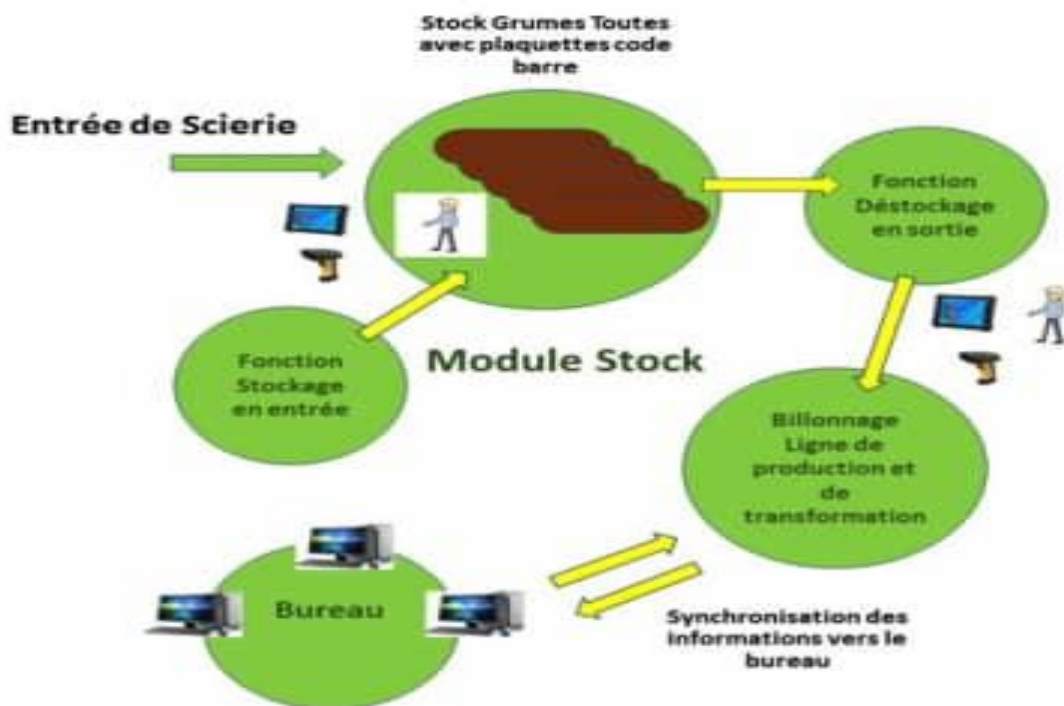 Stock Grumes Toutes
avec plaquettes code
barre
Entrée de Scierie
Fonction
Déstockage
en sortie
Fonction
Stockage
en entrée
Module Stock
Billonnage
Ligne de
production et
de
transformation
Bureau
Synchronisation des
informations vers le
bureau